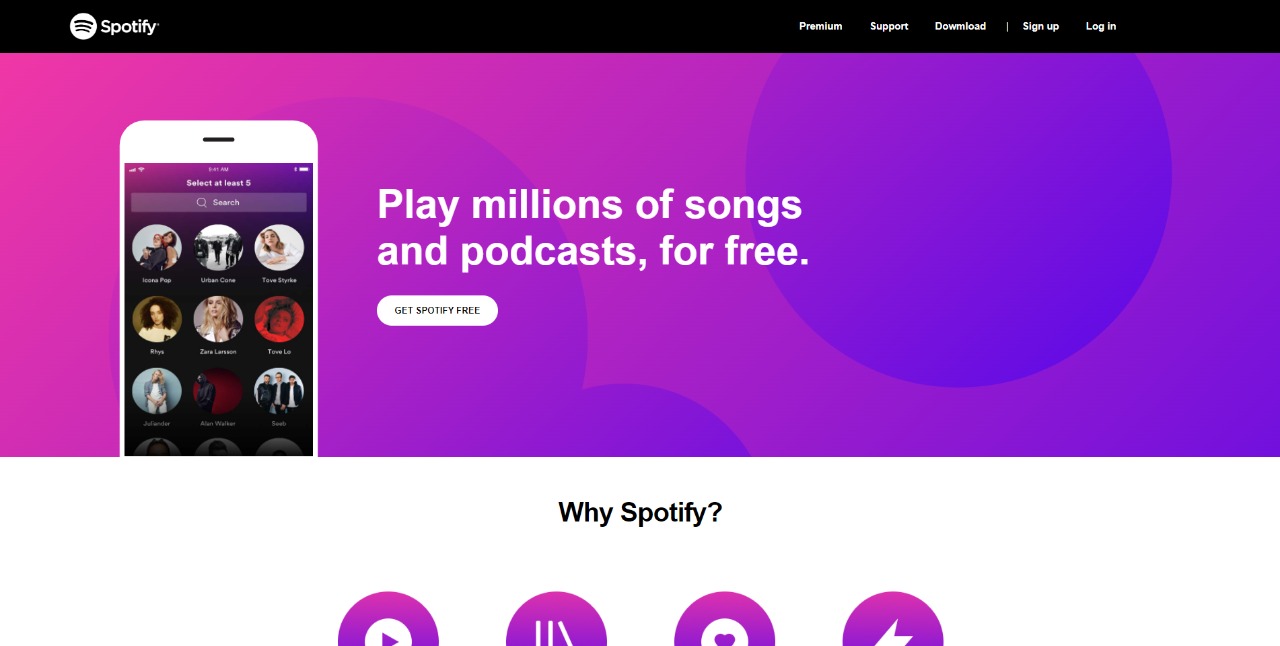 Spotify
Premium
Support
Download
|
Sign up
Log in
5:41 AM
Select at least 5
Search
Icona Pop
Urban Cone
Tove Styrke
Rhys
Zara Larsson
Tove Lo
Juliander
Alan Walker
Seeb
Play millions of songs
and podcasts, for free.
GET SPOTIFY FREE
Why Spotify?